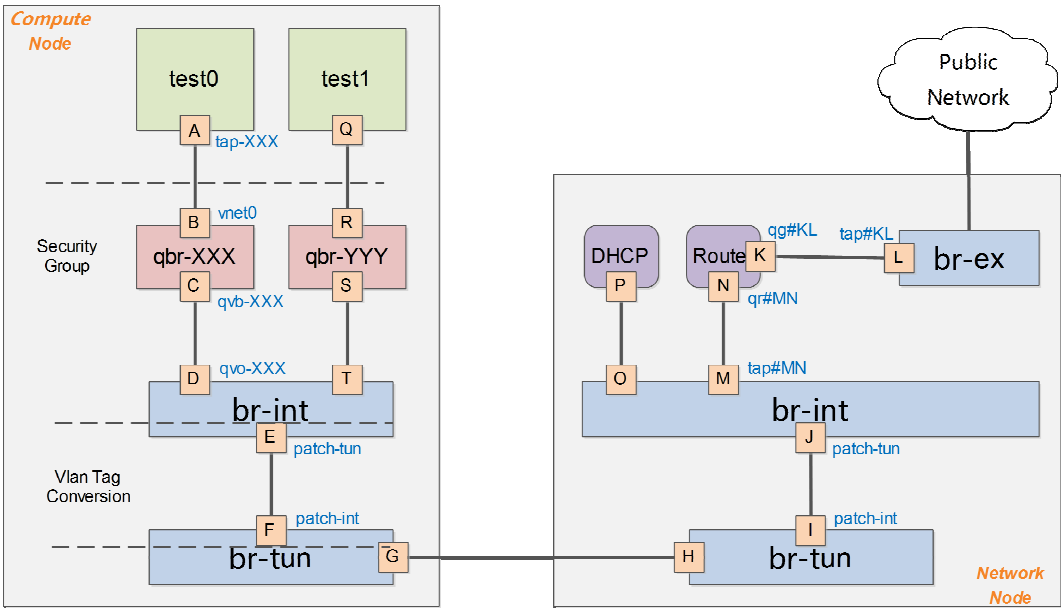 Compute
Node
test0
test1
A
tap-XXX
Q
Public
Network
B
vnet0
R
Security
Group
qbr-XXX
qbr-YYY
C
qvb-XXX
S
D
qvo-XXX
T
br-int
E
patch-tun
Vlan Tag
Conversion
F
patch-int
br-tun
G
DHCP
P
Route
K
qg#KL
tap#KL
L
br-ex
N
qr#MN
O
M
tap#MN
br-int
J
patch-tun
I
patch-int
H
br-tun
Network
Node